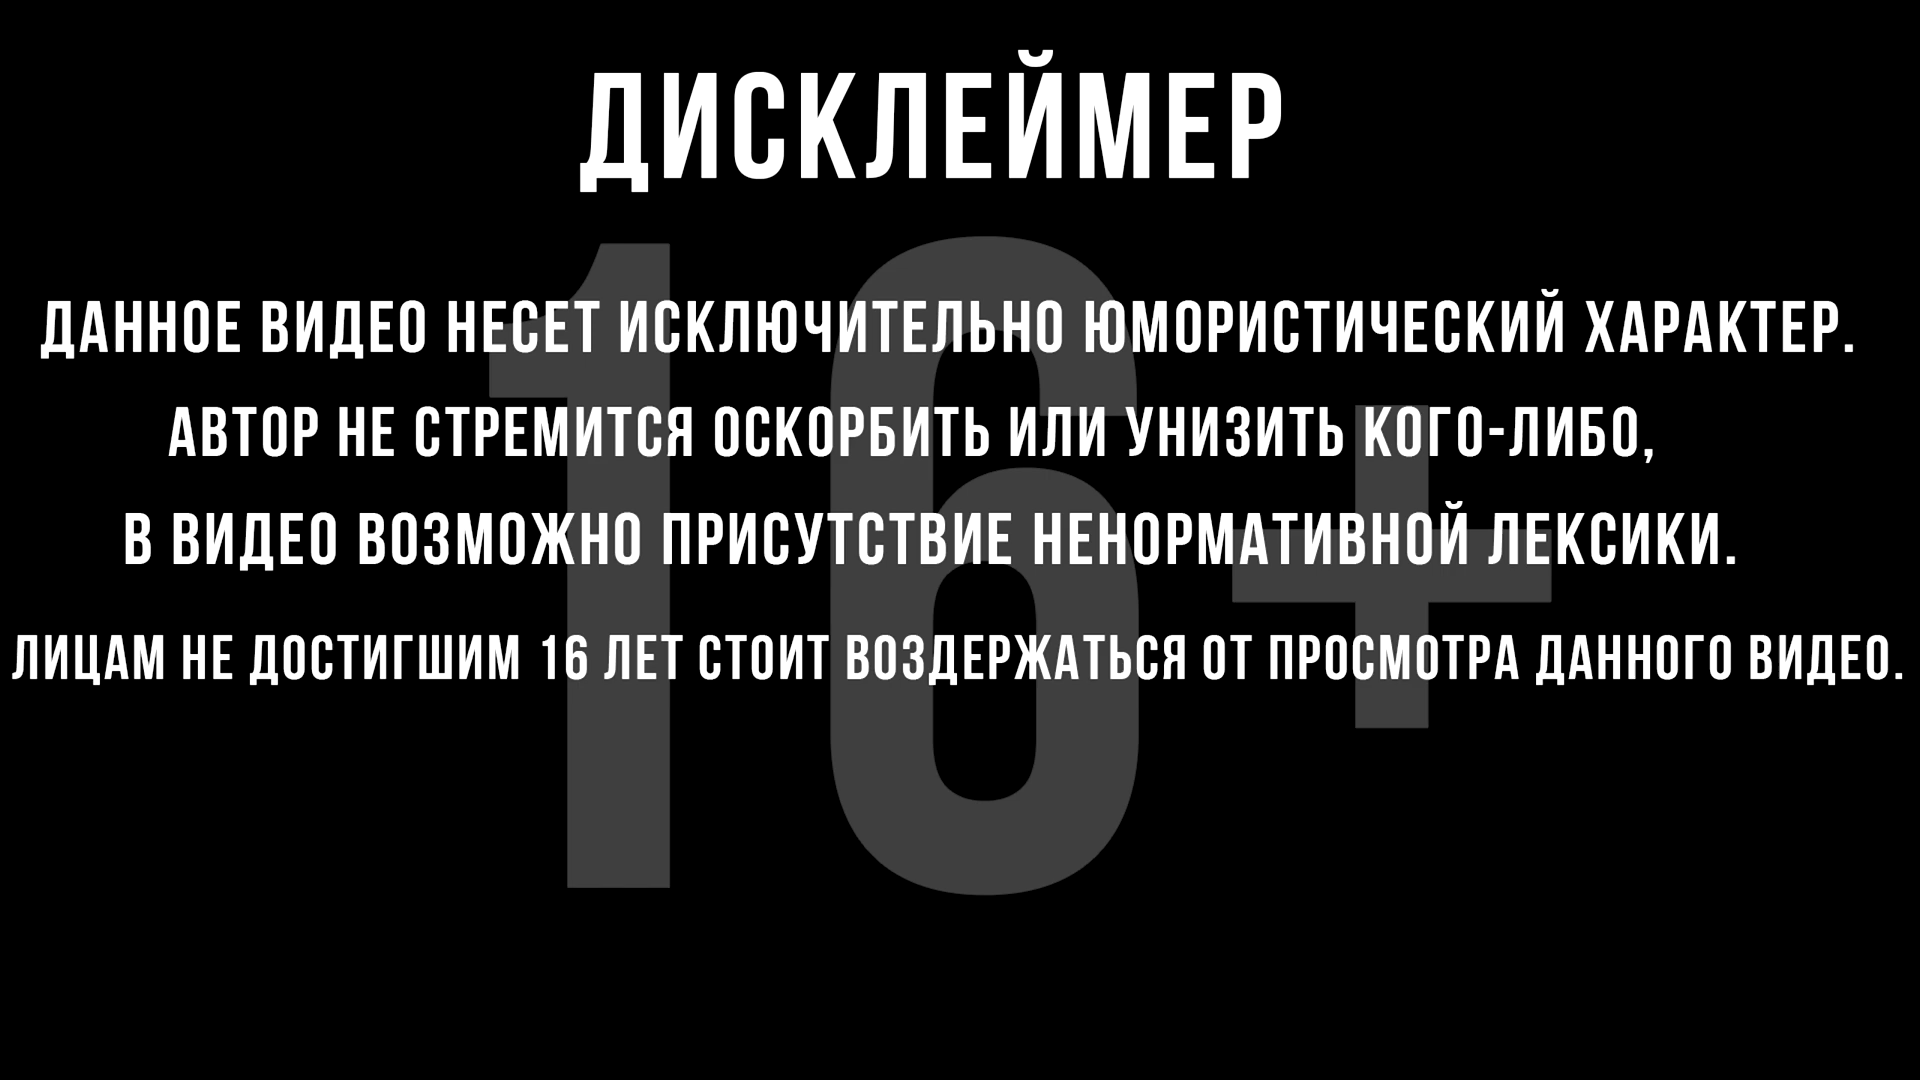 ДИСКЛЕЙМЕР
16+
ДАННОЕ ВИДЕО НЕСЕТ ИСКЛЮЧИТЕЛЬНО ЮМОРИСТИЧЕСКИЙ ХАРАКТЕР.
АВТОР НЕ СТРЕМИТСЯ ОСКОРБИТЬ ИЛИ УНИЗИТЬ КОГО-ЛИБО,
В ВИДЕО ВОЗМОЖНО ПРИСУТСТВИЕ НЕНОРМАТИВНОЙ ЛЕКСИКИ.
ЛИЦАМ НЕ ДОСТИГШИМ 16 ЛЕТ СТОИТ ВОЗДЕРЖАТЬСЯ ОТ ПРОСМОТРА ДАННОГО ВИДЕО.